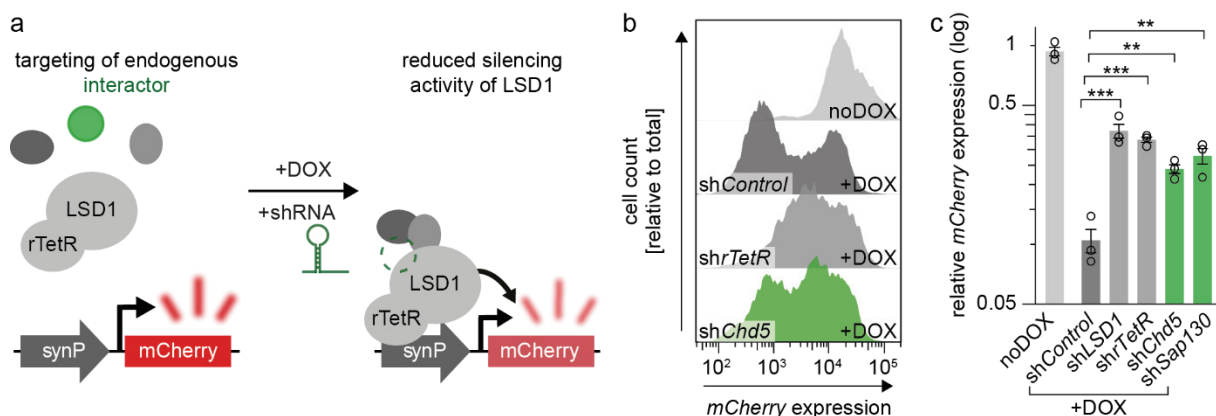 a
targeting of endogenous
interactor
LSD1
rTetR
synP
mCherry
+DOX
+shRNA
reduced silencing
activity of LSD1
LSD1
rTetR
synP
mCherry
b
cell count
[relative to total]
noDOX
shControl +DOX
shrTetR +DOX
shChd5 +DOX
10² 10³ 10⁴ 10⁵
mCherry expression
c
relative mCherry expression (log)
1
0.5
0.05
**
**
***
***
noDOX
shControl
shLSD1
shrTetR
shChd5
shSap130
+DOX